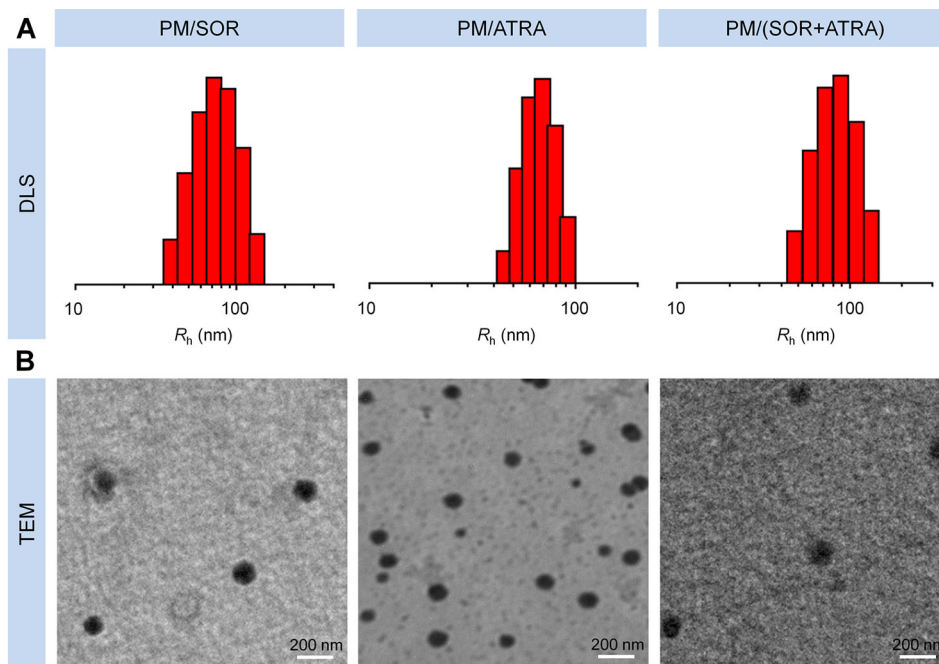 A
PM/SOR
PM/ATRA
PM/(SOR+ATRA)
DLS
10
100
10
100
10
100
Rh (nm)
Rh (nm)
Rh (nm)
B
TEM
200 nm
200 nm
200 nm